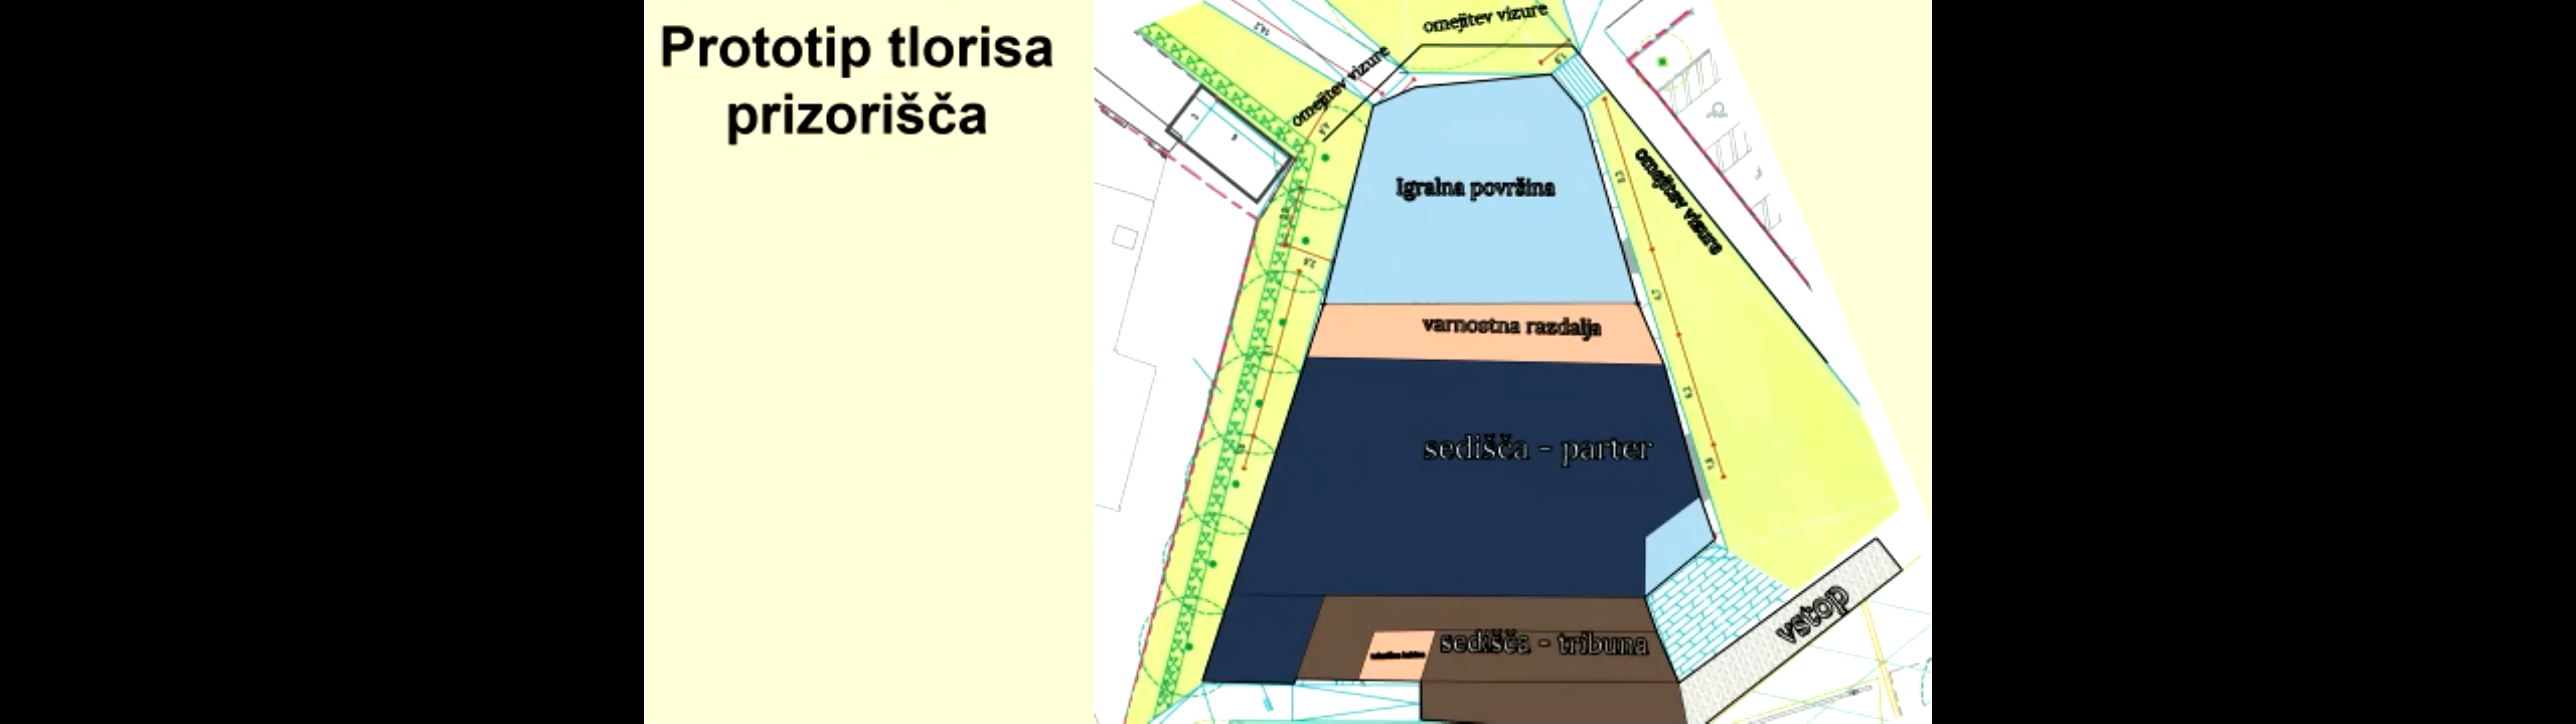 Prototip tlorisa
prizorišča
omejitev vizure
omejitev vizure
omejitev vizure
Igralna površina
varnostna razdalja
sedišča - parter
sedišča - tribuna
vstop